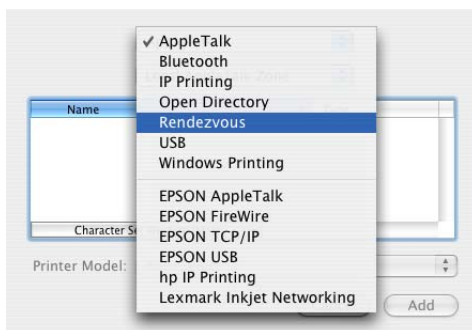 ✓ AppleTalk
Bluetooth
IP Printing
Open Directory
Rendezvous
USB
Windows Printing
EPSON AppleTalk
EPSON FireWire
EPSON TCP/IP
EPSON USB
hp IP Printing
Lexmark Inkjet Networking
Name
Character
Printer Model:
Add